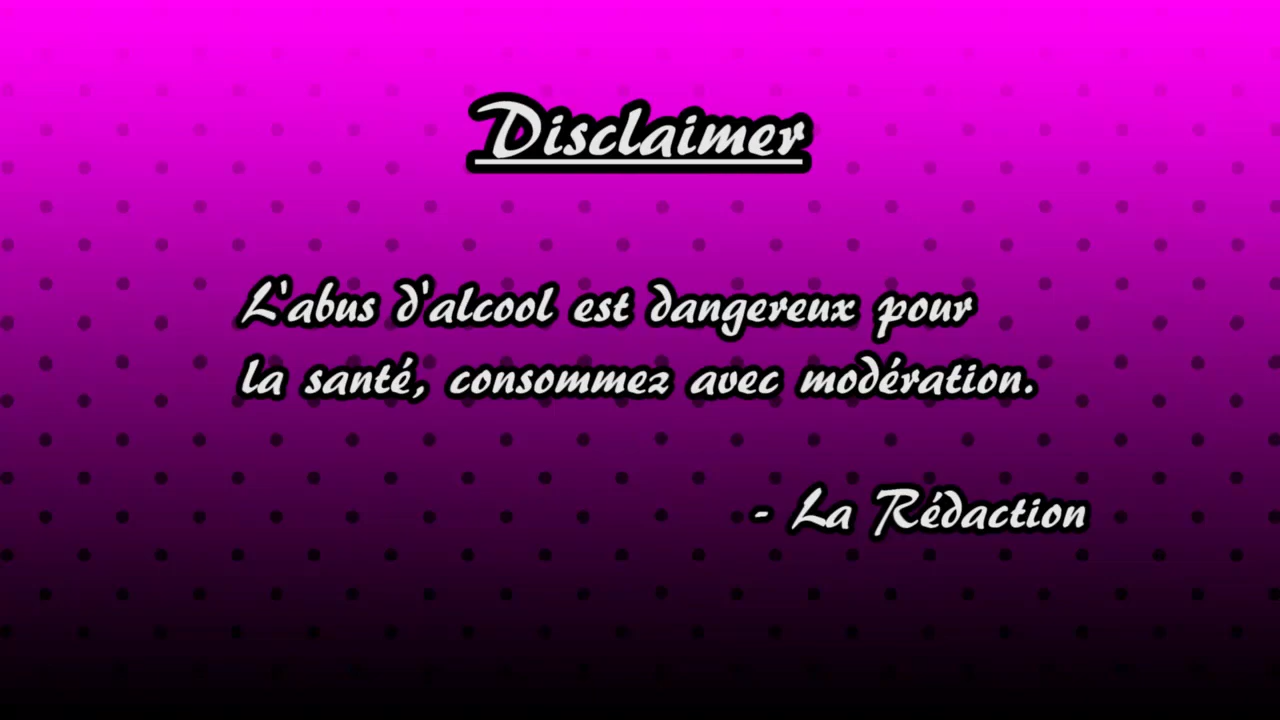 Disclaimer
L'abus d'alcool est dangereux pour
la santé, consommez avec modération.
- La Rédaction